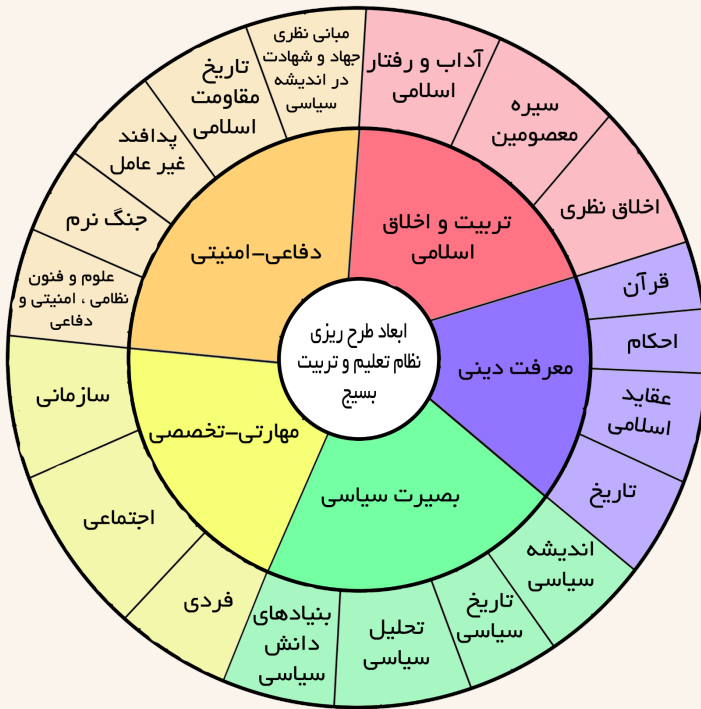 ابعاد طرح ریزی
نظام تعلیم و تربیت
بسیج
تربیت و اخلاق
اسلامی
آداب و رفتار
اسلامی
سیره
معصومین
اخلاق نظری
معرفت دینی
قرآن
احکام
عقاید
اسلامی
تاریخ
بصیرت سیاسی
اندیشه
سیاسی
تاریخ
سیاسی
تحلیل
سیاسی
بنیادهای
دانش
سیاسی
مهارتی-تخصصی
فردی
اجتماعی
سازمانی
دفاعی-امنیتی
علوم و فنون
نظامی ، امنیتی و
دفاعی
جنگ نرم
پدافند
غیر عامل
تاریخ
مقاومت
اسلامی
مبانی نظری
جهاد و شهادت
در اندیشه
سیاسی